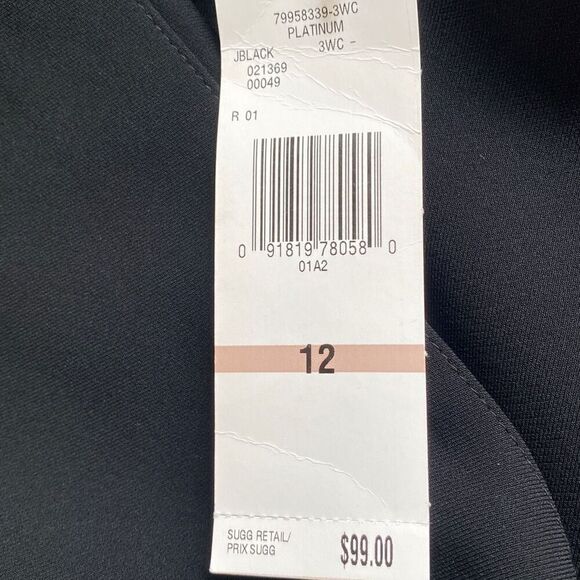 79958339-3WC
PLATINUM
JBLACK 3WC -
021369
00049
R 01
0 91819 78058 0
01A2
12
SUGG RETAIL/
PRIX SUGG $99.00